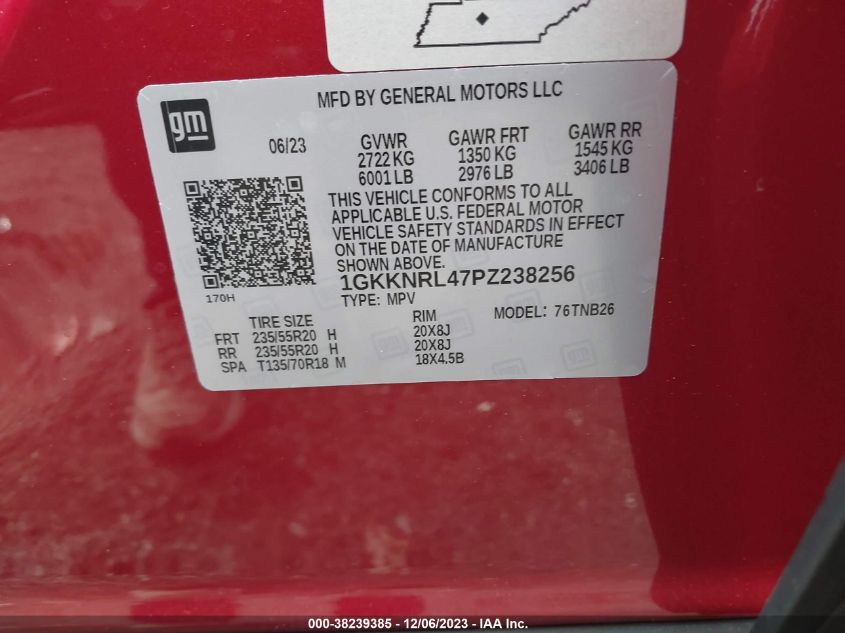 gm
MFD BY GENERAL MOTORS LLC
06/23 GVWR GAWR FRT GAWR RR
2722 KG 1350 KG 1545 KG
6001 LB 2976 LB 3406 LB
THIS VEHICLE CONFORMS TO ALL
APPLICABLE U.S. FEDERAL MOTOR
VEHICLE SAFETY STANDARDS IN EFFECT
ON THE DATE OF MANUFACTURE
SHOWN ABOVE.
170H
1GKKNRL47PZ238256
TYPE: MPV MODEL: 76TNB26
TIRE SIZE RIM
FRT 235/55R20 H 20X8J
RR 235/55R20 H 20X8J
SPA T135/70R18 M 18X4.5B
000-38239385 - 12/06/2023 - IAA Inc.